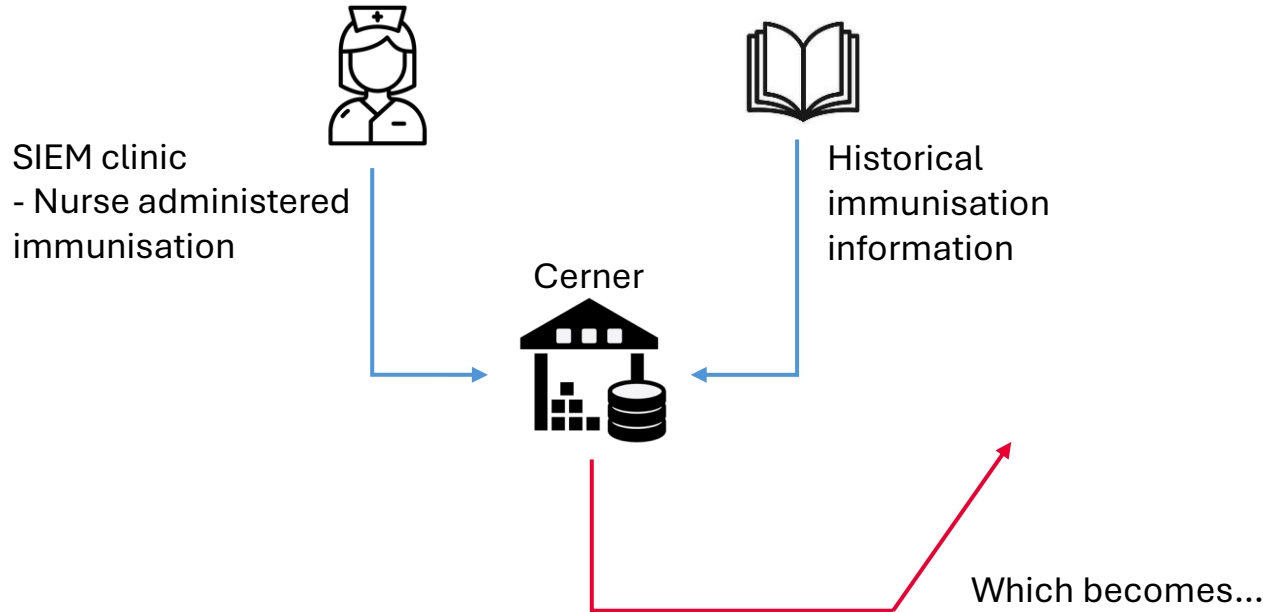 SIEM clinic
- Nurse administered
immunisation
Historical
immunisation
information
Cerner
Which becomes...